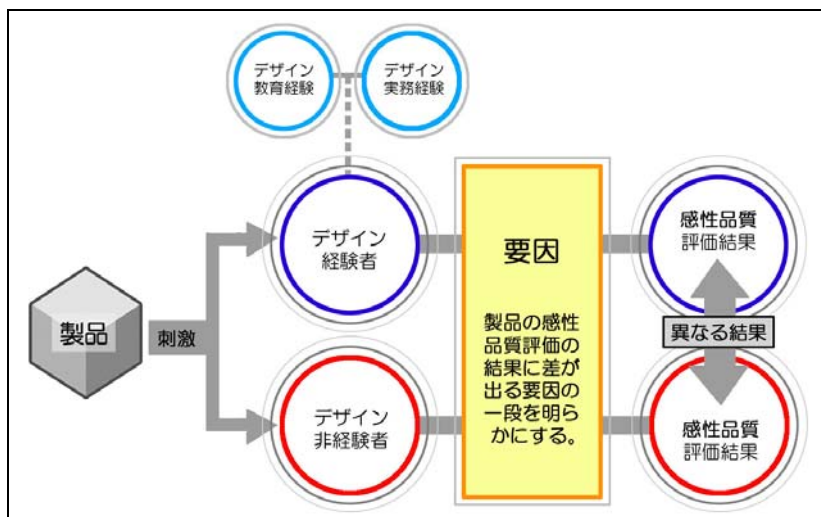 デザイン
教育経験
デザイン
実務経験
製品
刺激
デザイン
経験者
デザイン
非経験者
要因
製品の感性
品質評価の
結果に差が
出る要因の
一段を明ら
かにする。
感性品質
評価結果
異なる結果
感性品質
評価結果